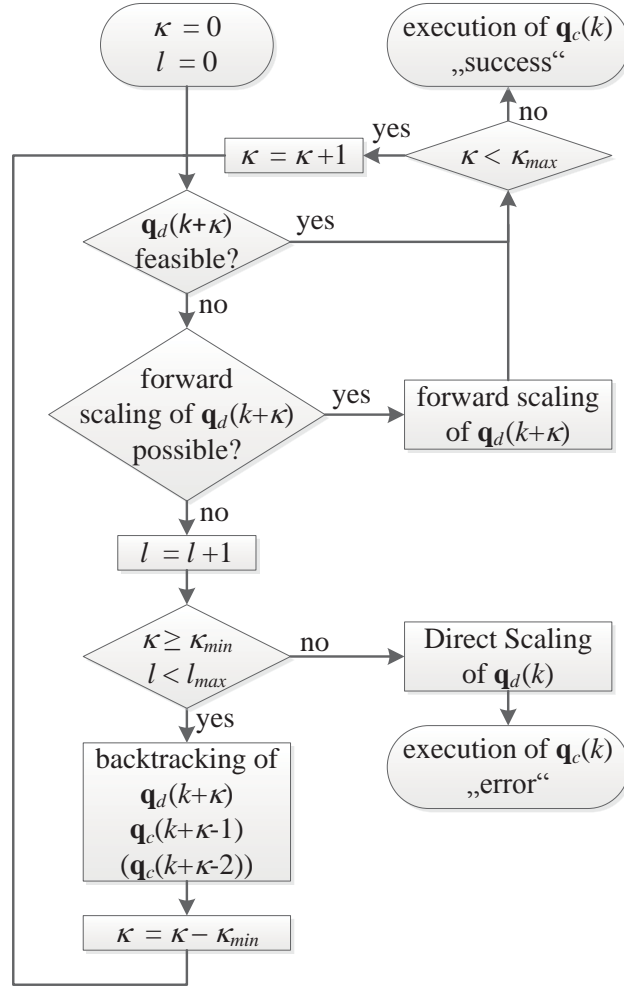 κ = 0
l = 0
execution of q_c(k)
„success“
no
yes
κ = κ +1
κ < κ_max
q_d(k+κ)
feasible?
yes
no
forward
scaling of q_d(k+κ)
possible?
yes
forward scaling
of q_d(k+κ)
no
l = l +1
κ ≥ κ_min
l < l_max
no
Direct Scaling
of q_d(k)
yes
execution of q_c(k)
„error“
backtracking of
q_d(k+κ)
q_c(k+κ-1)
(q_c(k+κ-2))
κ = κ − κ_min